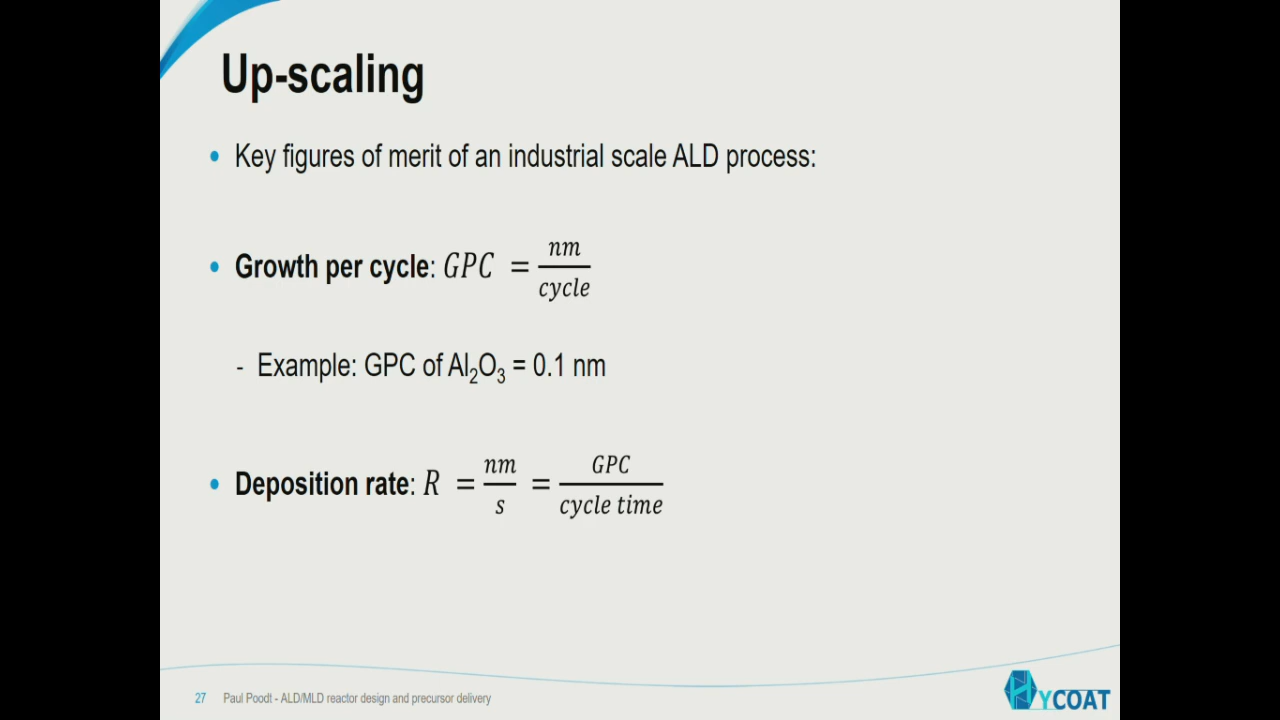 Up-scaling
• Key figures of merit of an industrial scale ALD process:
• Growth per cycle: GPC = nm/cycle
- Example: GPC of Al₂O₃ = 0.1 nm
• Deposition rate: R = nm/s = GPC/cycle time
27 Paul Poodt - ALD/MLD reactor design and precursor delivery
HYCOAT